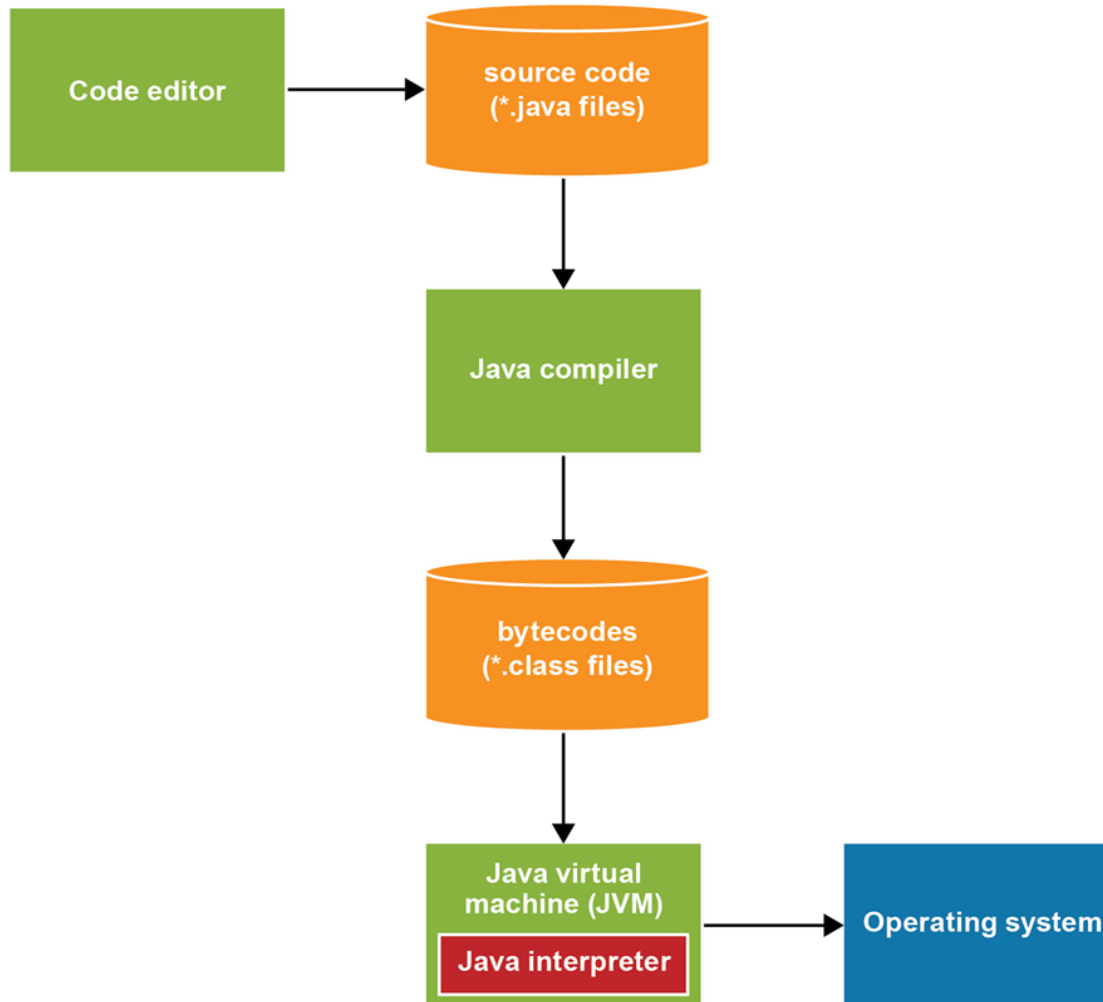 Code editor
source code
(*.java files)
Java compiler
bytecodes
(*.class files)
Java virtual
machine (JVM)
Java interpreter
Operating system